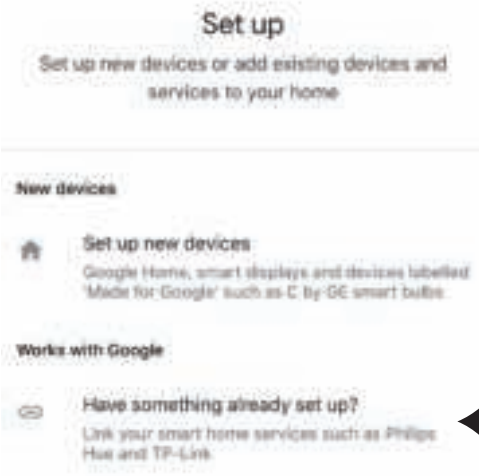 Set up
Set up new devices or add existing devices and
services to your home
New devices
Set up new devices
Google Home, smart displays and devices labelled
'Made for Google' such as C by GE smart bulbs
Works with Google
Have something already set up?
Link your smart home services such as Philips
Hue and TP-Link